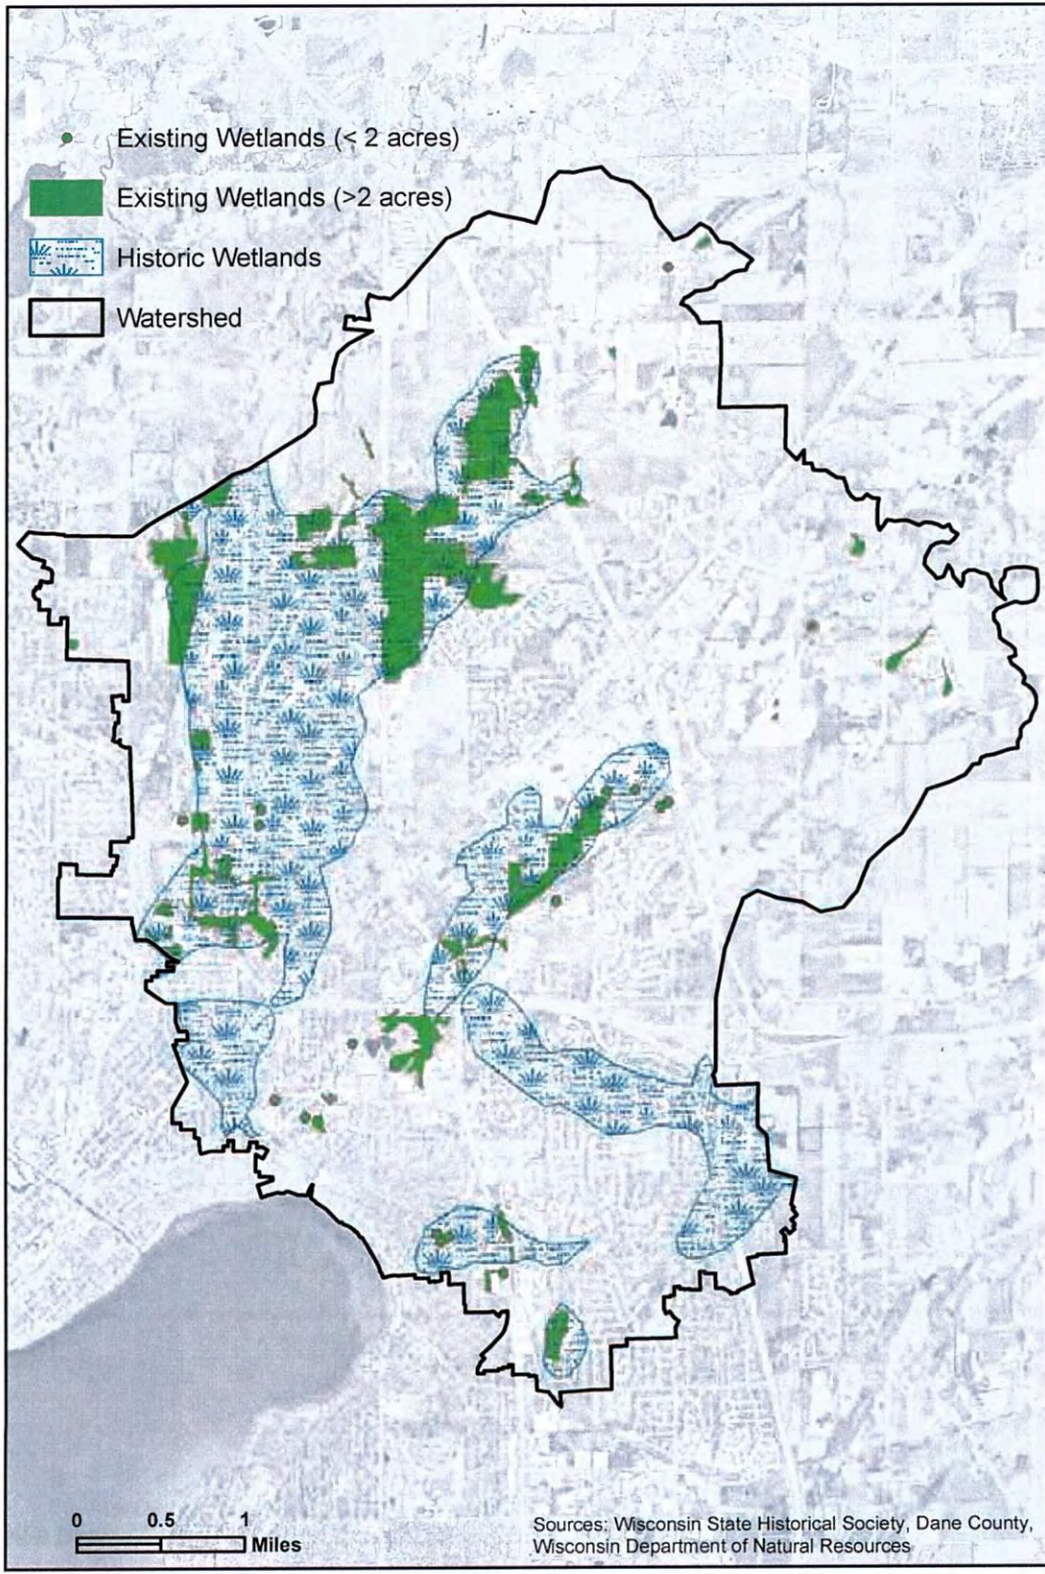 Existing Wetlands (< 2 acres)
Existing Wetlands (>2 acres)
Historic Wetlands
Watershed
0 0.5 1
Miles
Sources: Wisconsin State Historical Society, Dane County,
Wisconsin Department of Natural Resources